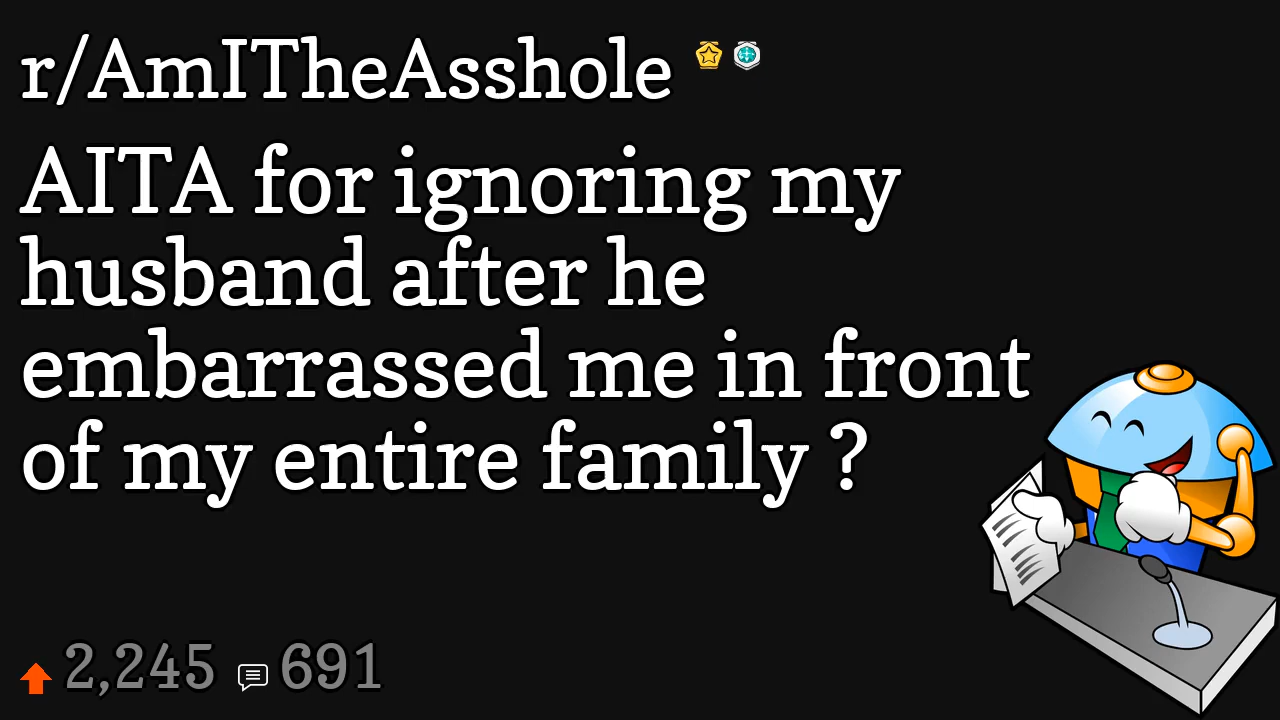 r/AmITheAsshole
AITA for ignoring my
husband after he
embarrassed me in front
of my entire family ?
2,245 691